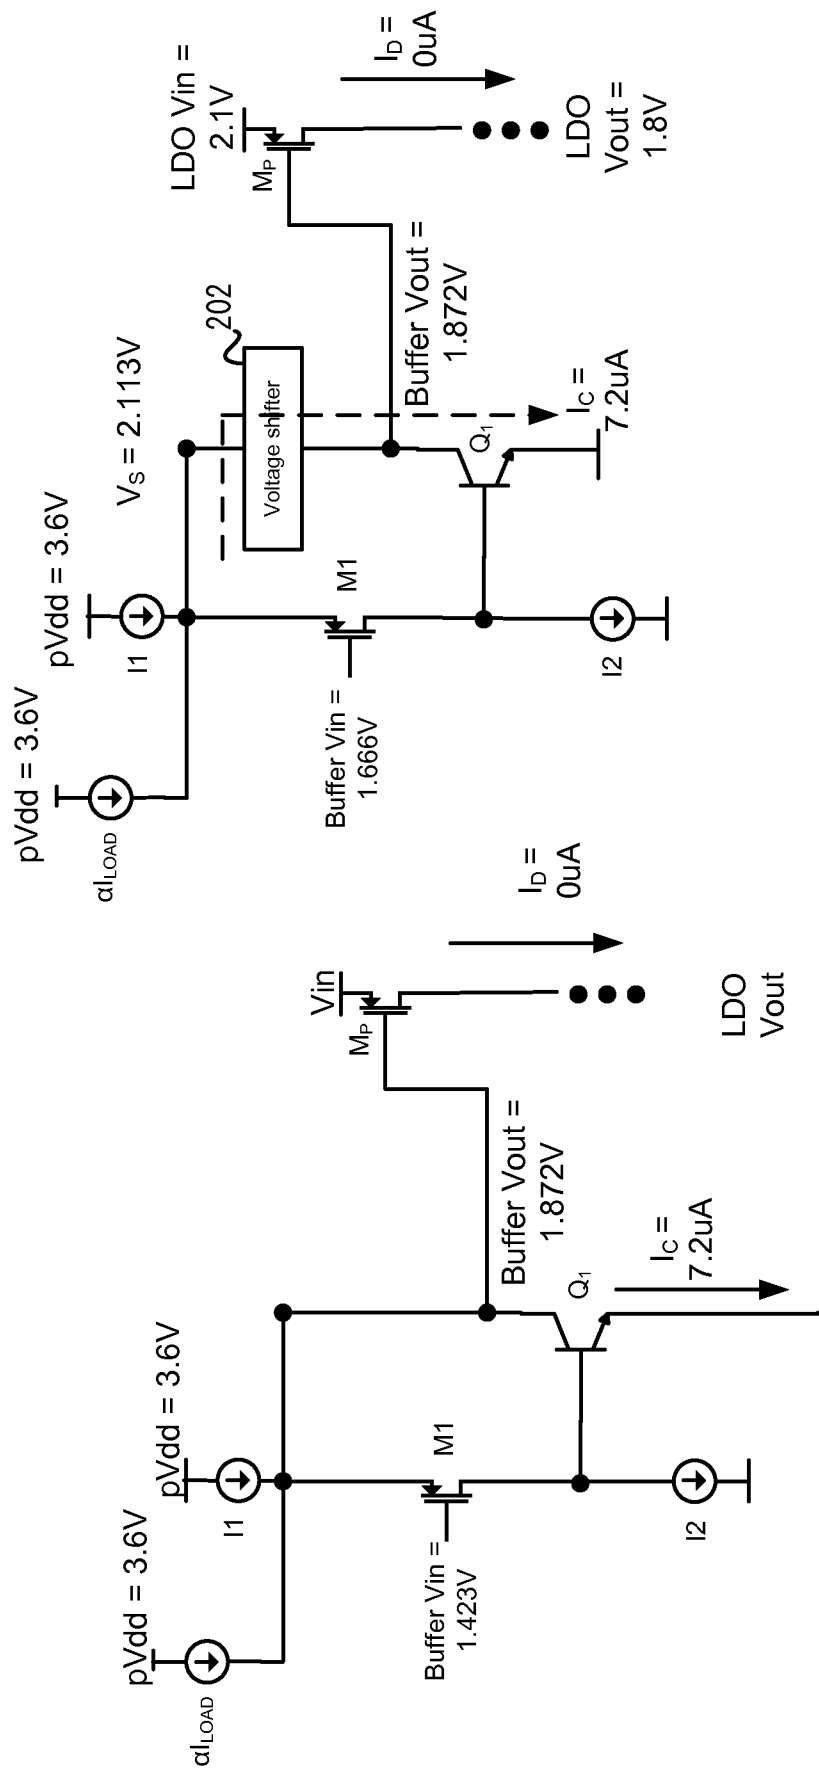 pVdd = 3.6V
αI_LOAD
pVdd = 3.6V
I1
Buffer Vin =
1.423V
M1
I2
Q₁
I_C =
7.2uA
Buffer Vout =
1.872V
Vin
M_P
I_D =
0uA
LDO
Vout
pVdd = 3.6V
αI_LOAD
pVdd = 3.6V
I1
Buffer Vin =
1.666V
M1
I2
V_S = 2.113V
202
Voltage shifter
Q₁
I_C =
7.2uA
Buffer Vout =
1.872V
LDO Vin =
2.1V
M_P
I_D =
0uA
LDO
Vout =
1.8V